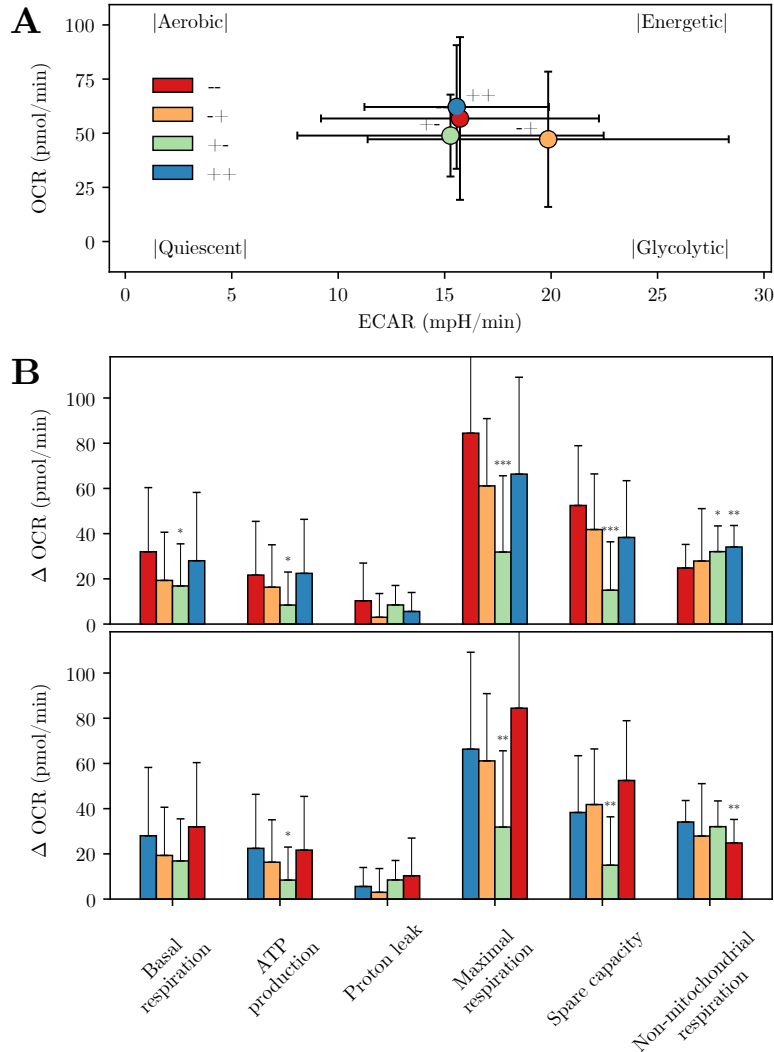 A
|Aerobic|
|Energetic|
100
75
50
25
0
OCR (pmol/min)
--
-+
+-
++
++
+-
-+
|Quiescent|
|Glycolytic|
0
5
10
15
20
25
30
ECAR (mpH/min)
B
100
80
60
40
20
0
Δ OCR (pmol/min)
*
*
***
***
*
**
100
80
60
40
20
0
Δ OCR (pmol/min)
*
**
**
**
Basal
respiration
ATP
production
Proton leak
Maximal
respiration
Spare capacity
Non-mitochondrial
respiration